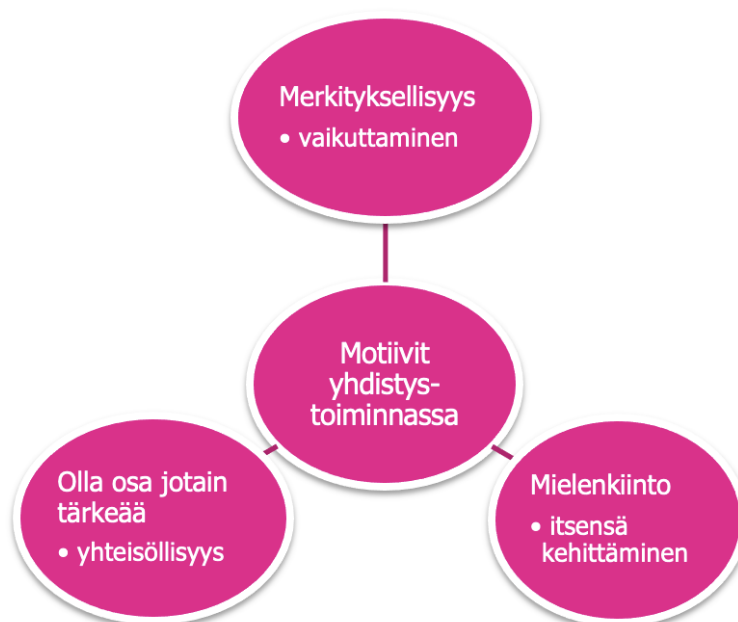 Merkityksellisyys
• vaikuttaminen
Motiivit
yhdistys-
toiminnassa
Olla osa jotain
tärkeää
• yhteisöllisyys
Mielenkiinto
• itsensä
kehittäminen